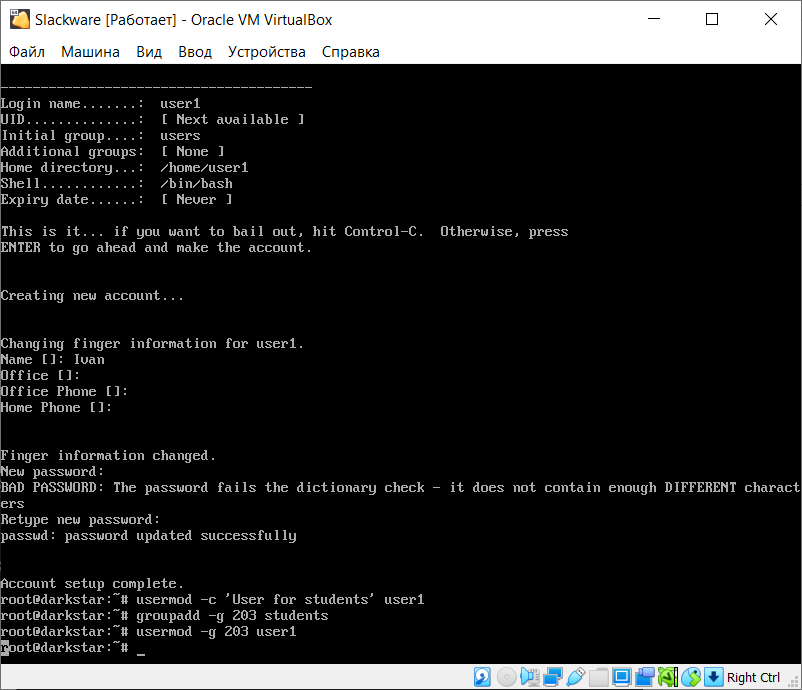 Slackware [Работает] - Oracle VM VirtualBox
Файл Машина Вид Ввод Устройства Справка
---------------------------------------
Login name.......:  user1
UID..............:  [ Next available ]
Initial group....:  users
Additional groups:  [ None ]
Home directory...:  /home/user1
Shell............:  /bin/bash
Expiry date......:  [ Never ]
This is it... if you want to bail out, hit Control-C.  Otherwise, press
ENTER to go ahead and make the account.
Creating new account...
Changing finger information for user1.
Name []: Ivan
Office []:
Office Phone []:
Home Phone []:
Finger information changed.
New password:
BAD PASSWORD: The password fails the dictionary check - it does not contain enough DIFFERENT charact
ers
Retype new password:
passwd: password updated successfully
Account setup complete.
root@darkstar:~# usermod -c 'User for students' user1
root@darkstar:~# groupadd -g 203 students
root@darkstar:~# usermod -g 203 user1
root@darkstar:~# _
Right Ctrl